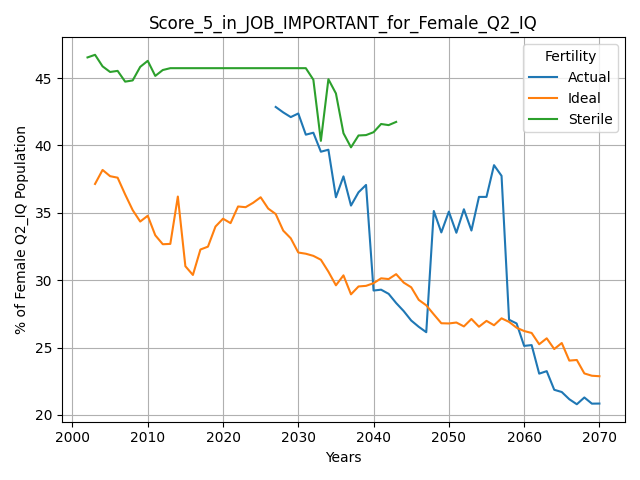 Score_5_in_JOB_IMPORTANT_for_Female_Q2_IQ
Fertility
Actual
Ideal
Sterile
% of Female Q2_IQ Population
45
40
35
30
25
20
2000 2010 2020 2030 2040 2050 2060 2070
Years